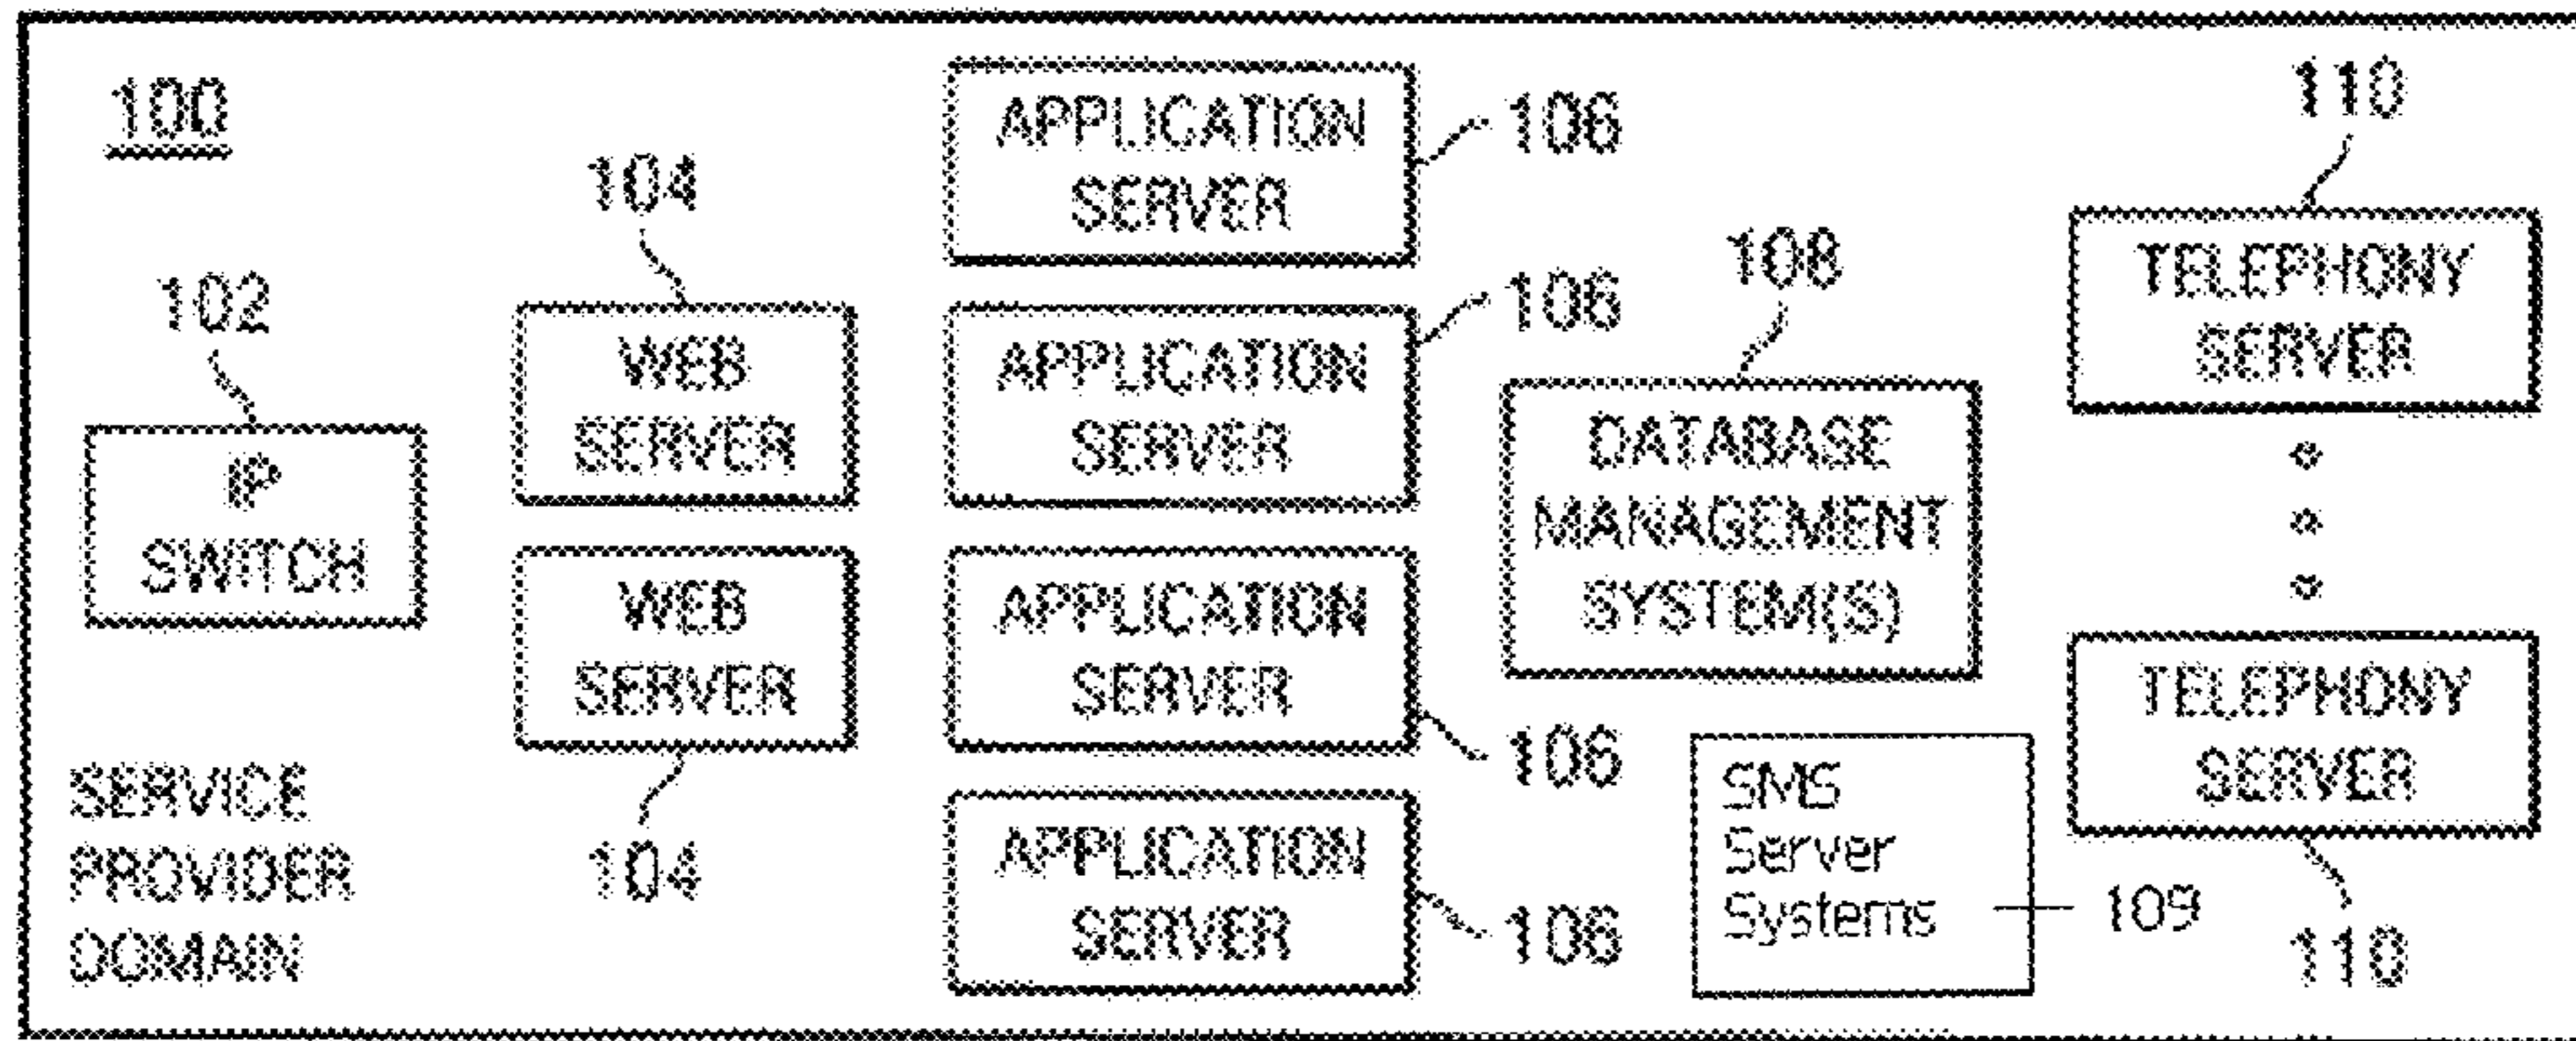 100
102
IP
SWITCH
SERVICE
PROVIDER
DOMAIN
104
WEB
SERVER
WEB
SERVER
104
APPLICATION
SERVER
106
APPLICATION
SERVER
106
APPLICATION
SERVER
106
APPLICATION
SERVER
106
108
DATABASE
MANAGEMENT
SYSTEM(S)
SMS
Server
Systems
109
110
TELEPHONY
SERVER
TELEPHONY
SERVER
110